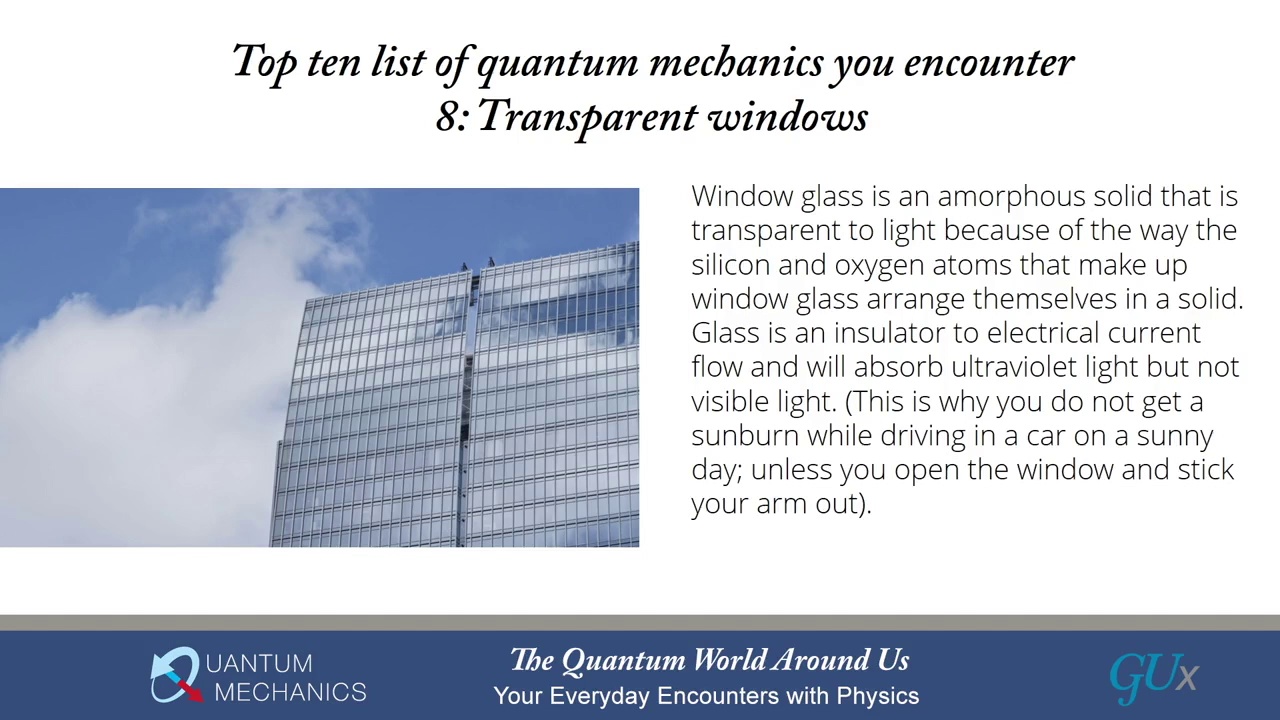 Top ten list of quantum mechanics you encounter
8: Transparent windows
Window glass is an amorphous solid that is
transparent to light because of the way the
silicon and oxygen atoms that make up
window glass arrange themselves in a solid.
Glass is an insulator to electrical current
flow and will absorb ultraviolet light but not
visible light. (This is why you do not get a
sunburn while driving in a car on a sunny
day; unless you open the window and stick
your arm out).
QUANTUM
MECHANICS
The Quantum World Around Us
Your Everyday Encounters with Physics
GUx